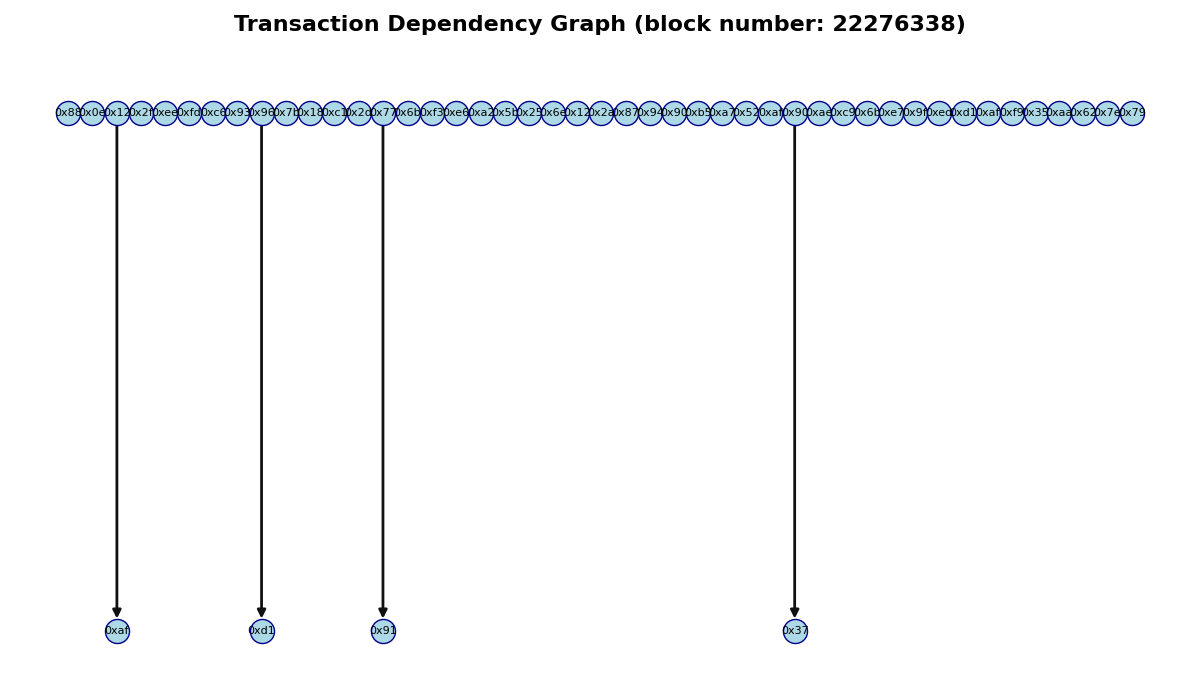 Transaction Dependency Graph (block number: 22276338)
0x88 0x0e 0x12 0x2f 0xee 0xfd 0xc6 0x93 0x96 0x7b 0x18 0xc1 0x2d 0x77 0x6b 0xf3 0xe6 0xa2 0x5b 0x25 0x6e 0x12 0x2a 0x87 0x94 0x90 0xb5 0xa7 0x52 0xaf 0x90 0xae 0xc9 0x6b 0xe7 0x9f 0xed 0xd1 0xaf 0xf9 0x35 0xaa 0x62 0x7e 0x79
0xaf 0xd1 0x91 0x37